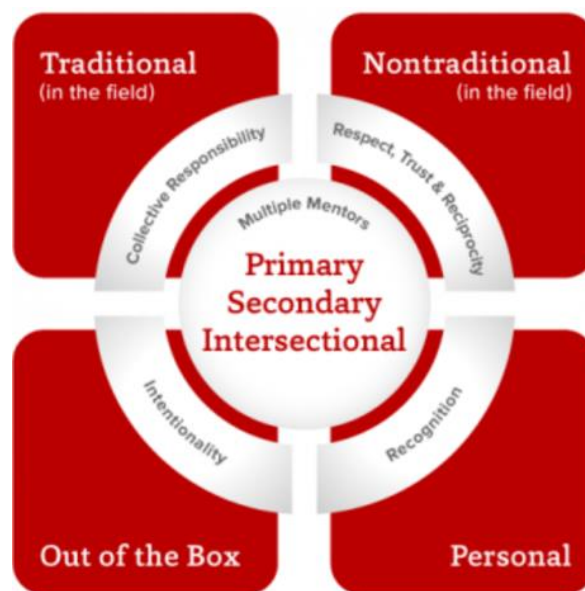 Traditional
(in the field)
Nontraditional
(in the field)
Collective Responsibility
Respect, Trust & Reciprocity
Multiple Mentors
Primary
Secondary
Intersectional
Intentionality
Recognition
Out of the Box
Personal